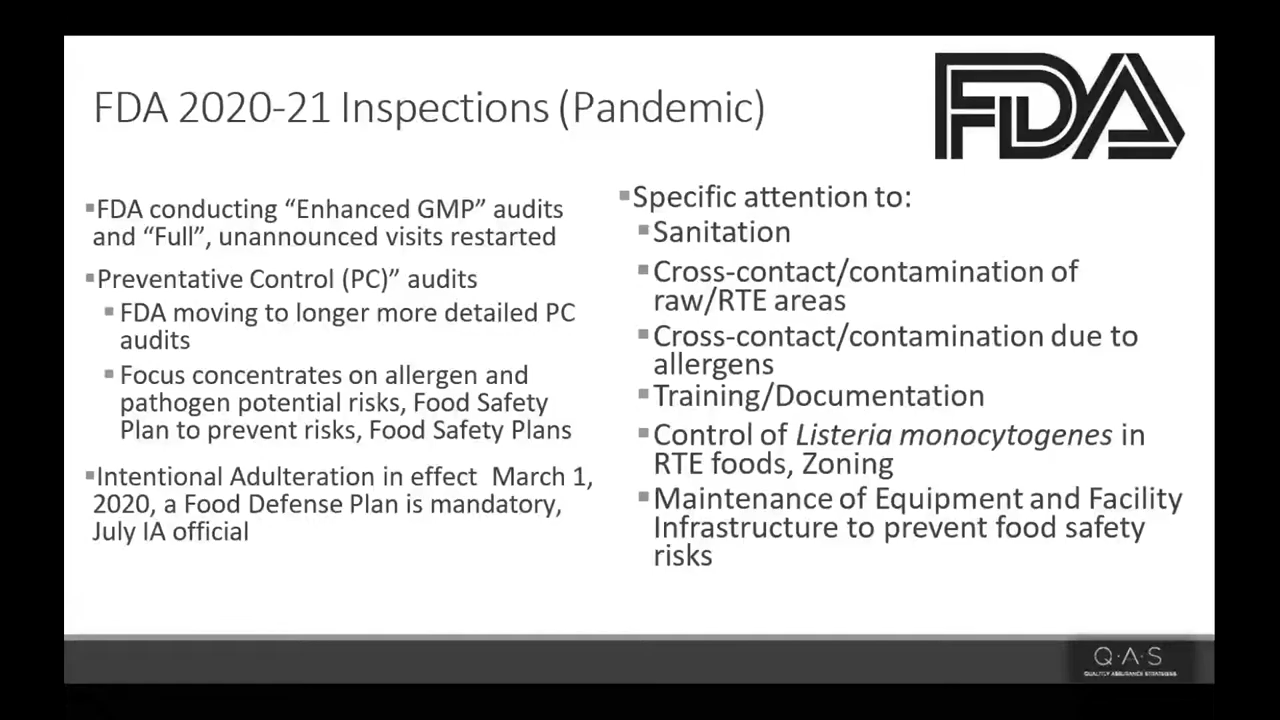 FDA 2020-21 Inspections (Pandemic)
FDA
▪FDA conducting “Enhanced GMP” audits
and “Full”, unannounced visits restarted
▪Preventative Control (PC)” audits
▪FDA moving to longer more detailed PC
audits
▪Focus concentrates on allergen and
pathogen potential risks, Food Safety
Plan to prevent risks, Food Safety Plans
▪Intentional Adulteration in effect  March 1,
2020, a Food Defense Plan is mandatory,
July IA official
▪Specific attention to:
▪Sanitation
▪Cross-contact/contamination of
raw/RTE areas
▪Cross-contact/contamination due to
allergens
▪Training/Documentation
▪Control of Listeria monocytogenes in
RTE foods, Zoning
▪Maintenance of Equipment and Facility
Infrastructure to prevent food safety
risks
Q·A·S
QUALITY ASSURANCE STRATEGIES